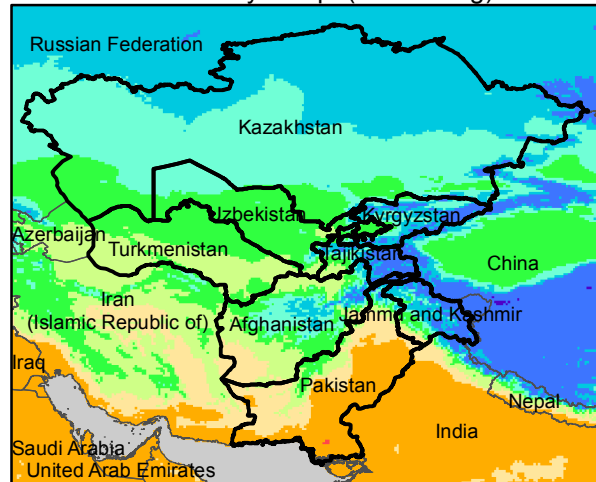 Russian Federation
Kazakhstan
Uzbekistan
Kyrgyzstan
Azerbaijan
Turkmenistan
Tajikistan
China
Iran
(Islamic Republic of)
Afghanistan
Jammu and Kashmir
Iraq
Pakistan
Nepal
India
Saudi Arabia
United Arab Emirates